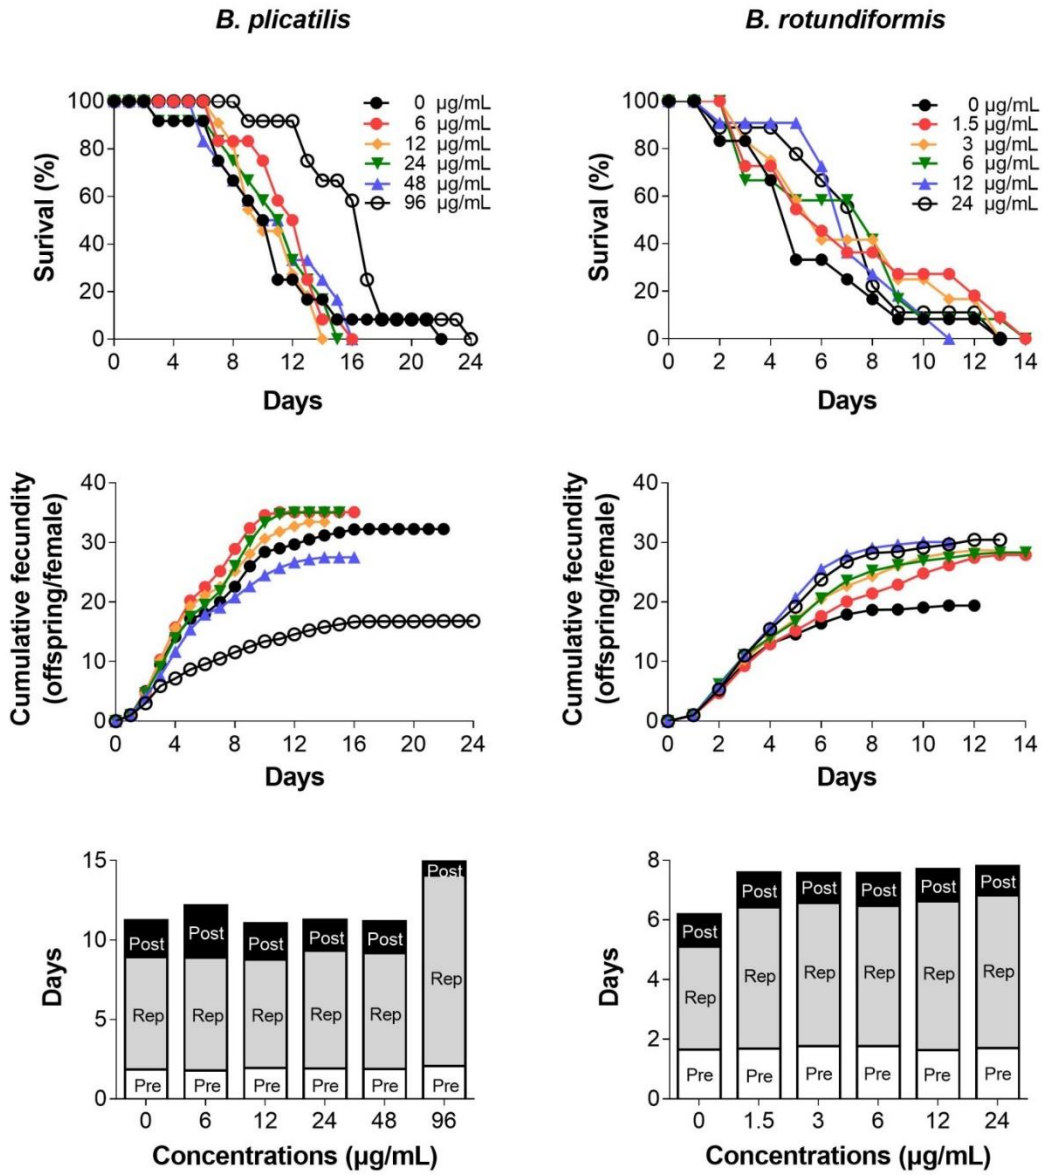 B. plicatilis
B. rotundiformis
Surival (%)
100
80
60
40
20
0
0 µg/mL
6 µg/mL
12 µg/mL
24 µg/mL
48 µg/mL
96 µg/mL
0 4 8 12 16 20 24
Days
Surival (%)
100
80
60
40
20
0
0 µg/mL
1.5 µg/mL
3 µg/mL
6 µg/mL
12 µg/mL
24 µg/mL
0 2 4 6 8 10 12 14
Days
Cumulative fecundity
(offspring/female)
40
30
20
10
0
0 4 8 12 16 20 24
Days
Cumulative fecundity
(offspring/female)
40
30
20
10
0
0 2 4 6 8 10 12 14
Days
Days
15
10
5
0
Post Post Post Post Post Post
Rep Rep Rep Rep Rep Rep
Pre Pre Pre Pre Pre Pre
0 6 12 24 48 96
Concentrations (µg/mL)
Days
8
6
4
2
0
Post Post Post Post Post Post
Rep Rep Rep Rep Rep Rep
Pre Pre Pre Pre Pre Pre
0 1.5 3 6 12 24
Concentrations (µg/mL)